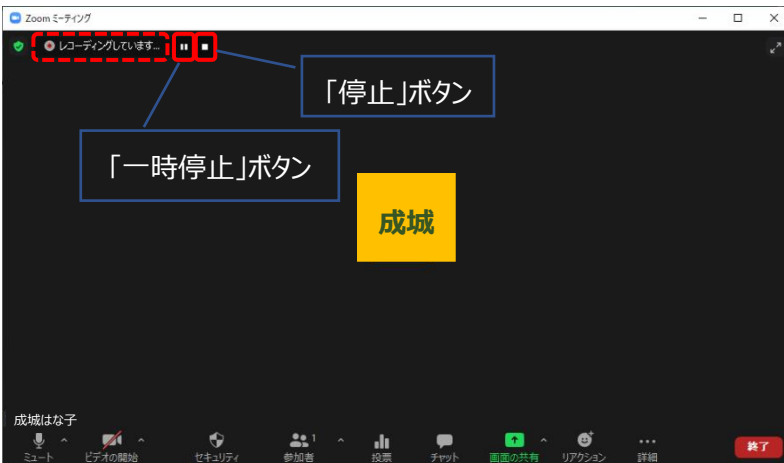 Zoom ミーティング
レコーディングしています...
「停止」ボタン
「一時停止」ボタン
成城
成城はな子
ミュート ビデオの開始 セキュリティ 参加者 1 投票 チャット 画面の共有 リアクション 詳細 終了